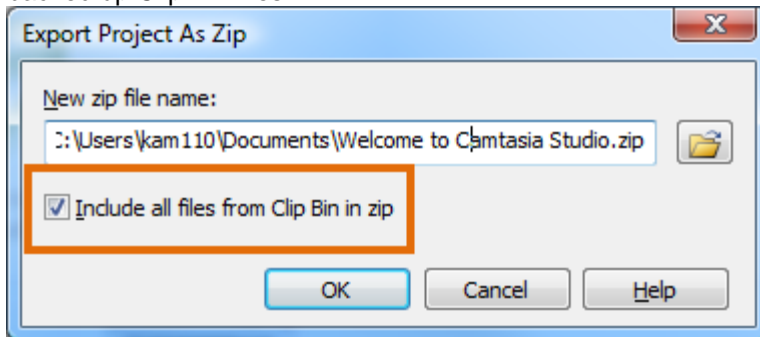 Export Project As Zip
New zip file name:
:\Users\kam110\Documents\Welcome to Camtasia Studio.zip
Include all files from Clip Bin in zip
OK Cancel Help